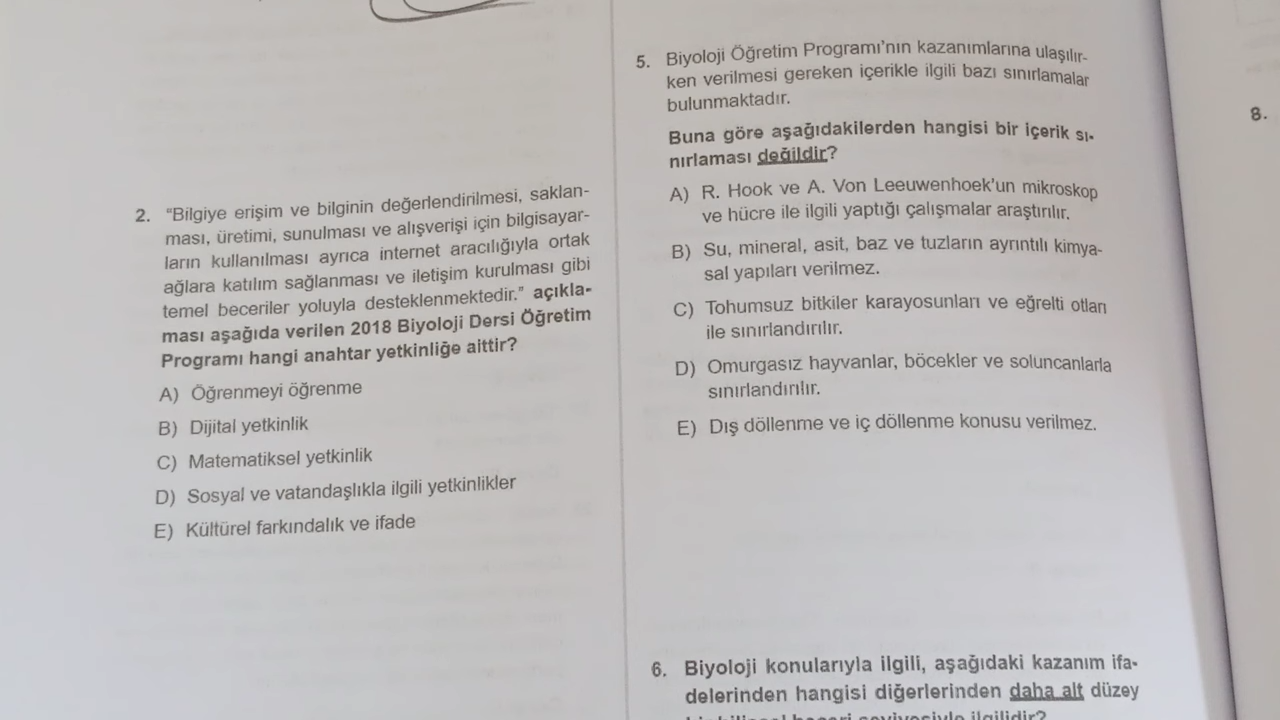 2. "Bilgiye erişim ve bilginin değerlendirilmesi, saklan-
ması, üretimi, sunulması ve alışverişi için bilgisayar-
ların kullanılması ayrıca internet aracılığıyla ortak
ağlara katılım sağlanması ve iletişim kurulması gibi
temel beceriler yoluyla desteklenmektedir." açıkla-
ması aşağıda verilen 2018 Biyoloji Dersi Öğretim
Programı hangi anahtar yetkinliğe aittir?
A) Öğrenmeyi öğrenme
B) Dijital yetkinlik
C) Matematiksel yetkinlik
D) Sosyal ve vatandaşlıkla ilgili yetkinlikler
E) Kültürel farkındalık ve ifade
5. Biyoloji Öğretim Programı'nın kazanımlarına ulaşılır-
ken verilmesi gereken içerikle ilgili bazı sınırlamalar
bulunmaktadır.
Buna göre aşağıdakilerden hangisi bir içerik sı-
nırlaması değildir?
A) R. Hook ve A. Von Leeuwenhoek'un mikroskop
ve hücre ile ilgili yaptığı çalışmalar araştırılır.
B) Su, mineral, asit, baz ve tuzların ayrıntılı kimya-
sal yapıları verilmez.
C) Tohumsuz bitkiler karayosunları ve eğrelti otları
ile sınırlandırılır.
D) Omurgasız hayvanlar, böcekler ve soluncanlarla
sınırlandırılır.
E) Dış döllenme ve iç döllenme konusu verilmez.
6. Biyoloji konularıyla ilgili, aşağıdaki kazanım ifa-
delerinden hangisi diğerlerinden daha alt düzey
8.